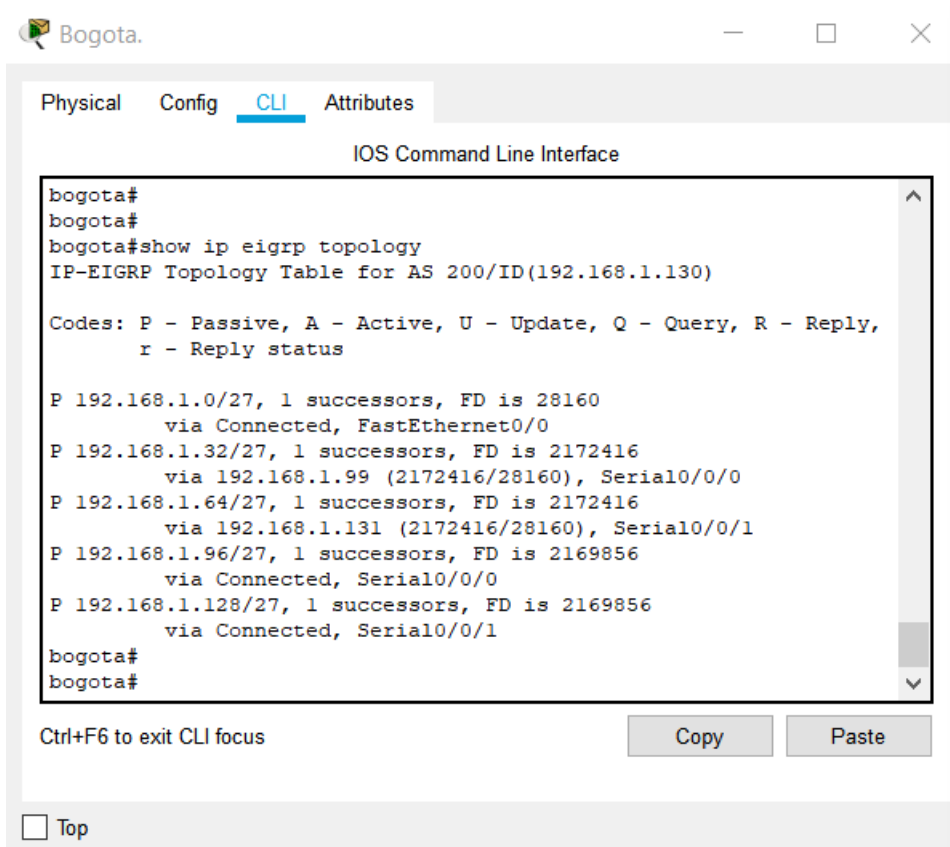 Bogota.
Physical Config CLI Attributes
IOS Command Line Interface
bogota#
bogota#
bogota#show ip eigrp topology
IP-EIGRP Topology Table for AS 200/ID(192.168.1.130)
Codes: P - Passive, A - Active, U - Update, Q - Query, R - Reply,
r - Reply status
P 192.168.1.0/27, 1 successors, FD is 28160
via Connected, FastEthernet0/0
P 192.168.1.32/27, 1 successors, FD is 2172416
via 192.168.1.99 (2172416/28160), Serial0/0/0
P 192.168.1.64/27, 1 successors, FD is 2172416
via 192.168.1.131 (2172416/28160), Serial0/0/1
P 192.168.1.96/27, 1 successors, FD is 2169856
via Connected, Serial0/0/0
P 192.168.1.128/27, 1 successors, FD is 2169856
via Connected, Serial0/0/1
bogota#
bogota#
Ctrl+F6 to exit CLI focus
Copy Paste
Top